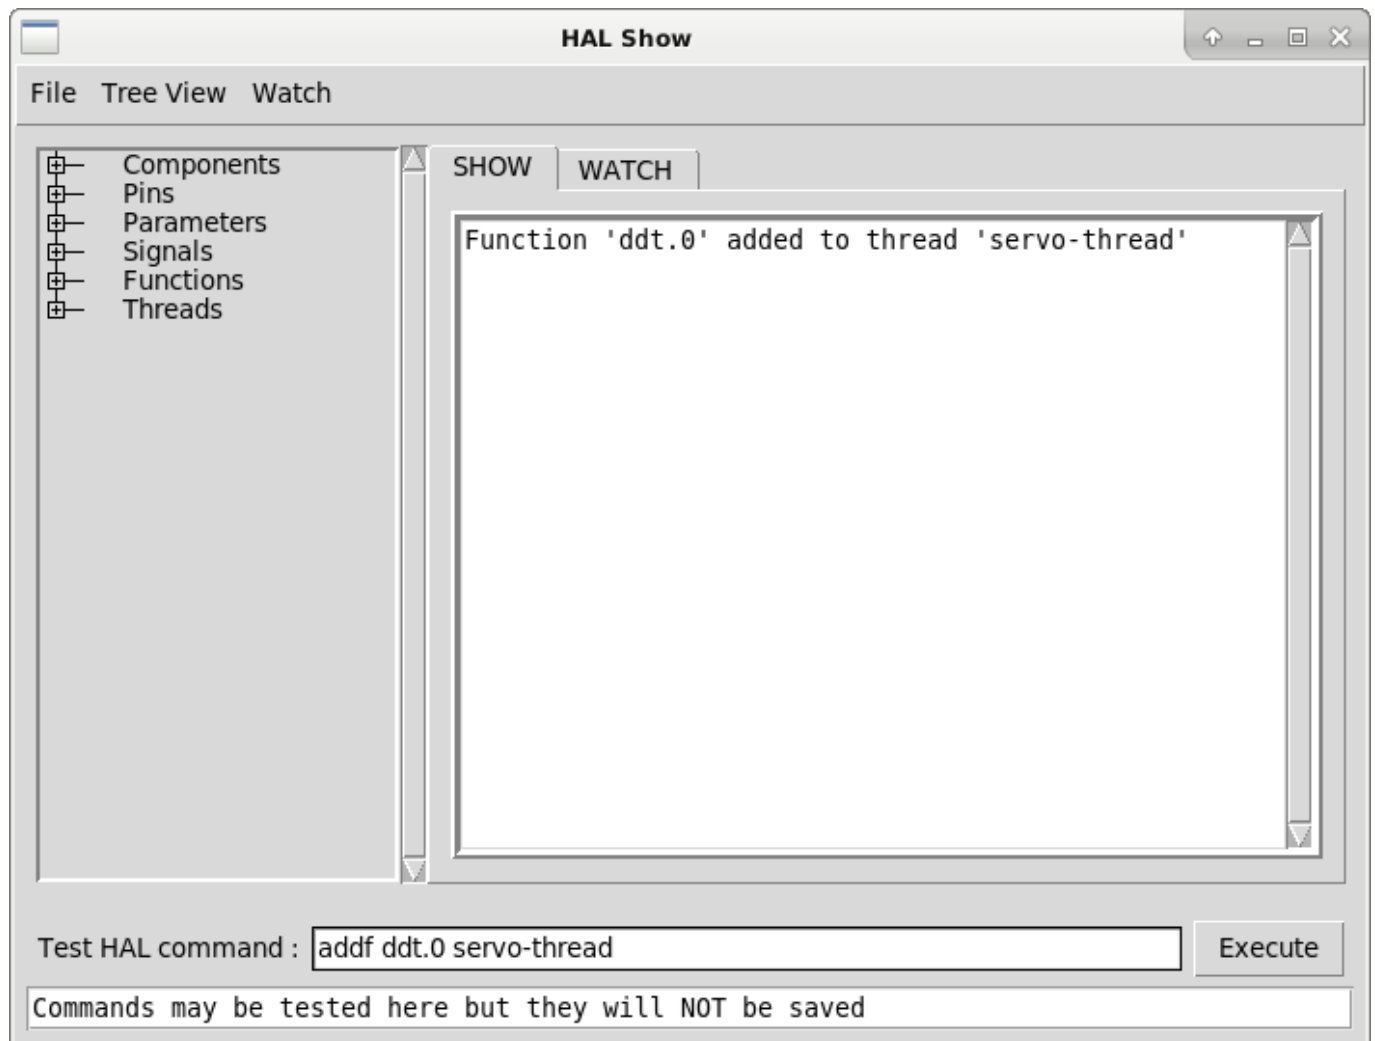 HAL Show
File Tree View Watch
Components
Pins
Parameters
Signals
Functions
Threads
SHOW WATCH
Function 'ddt.0' added to thread 'servo-thread'
Test HAL command : addf ddt.0 servo-thread Execute
Commands may be tested here but they will NOT be saved